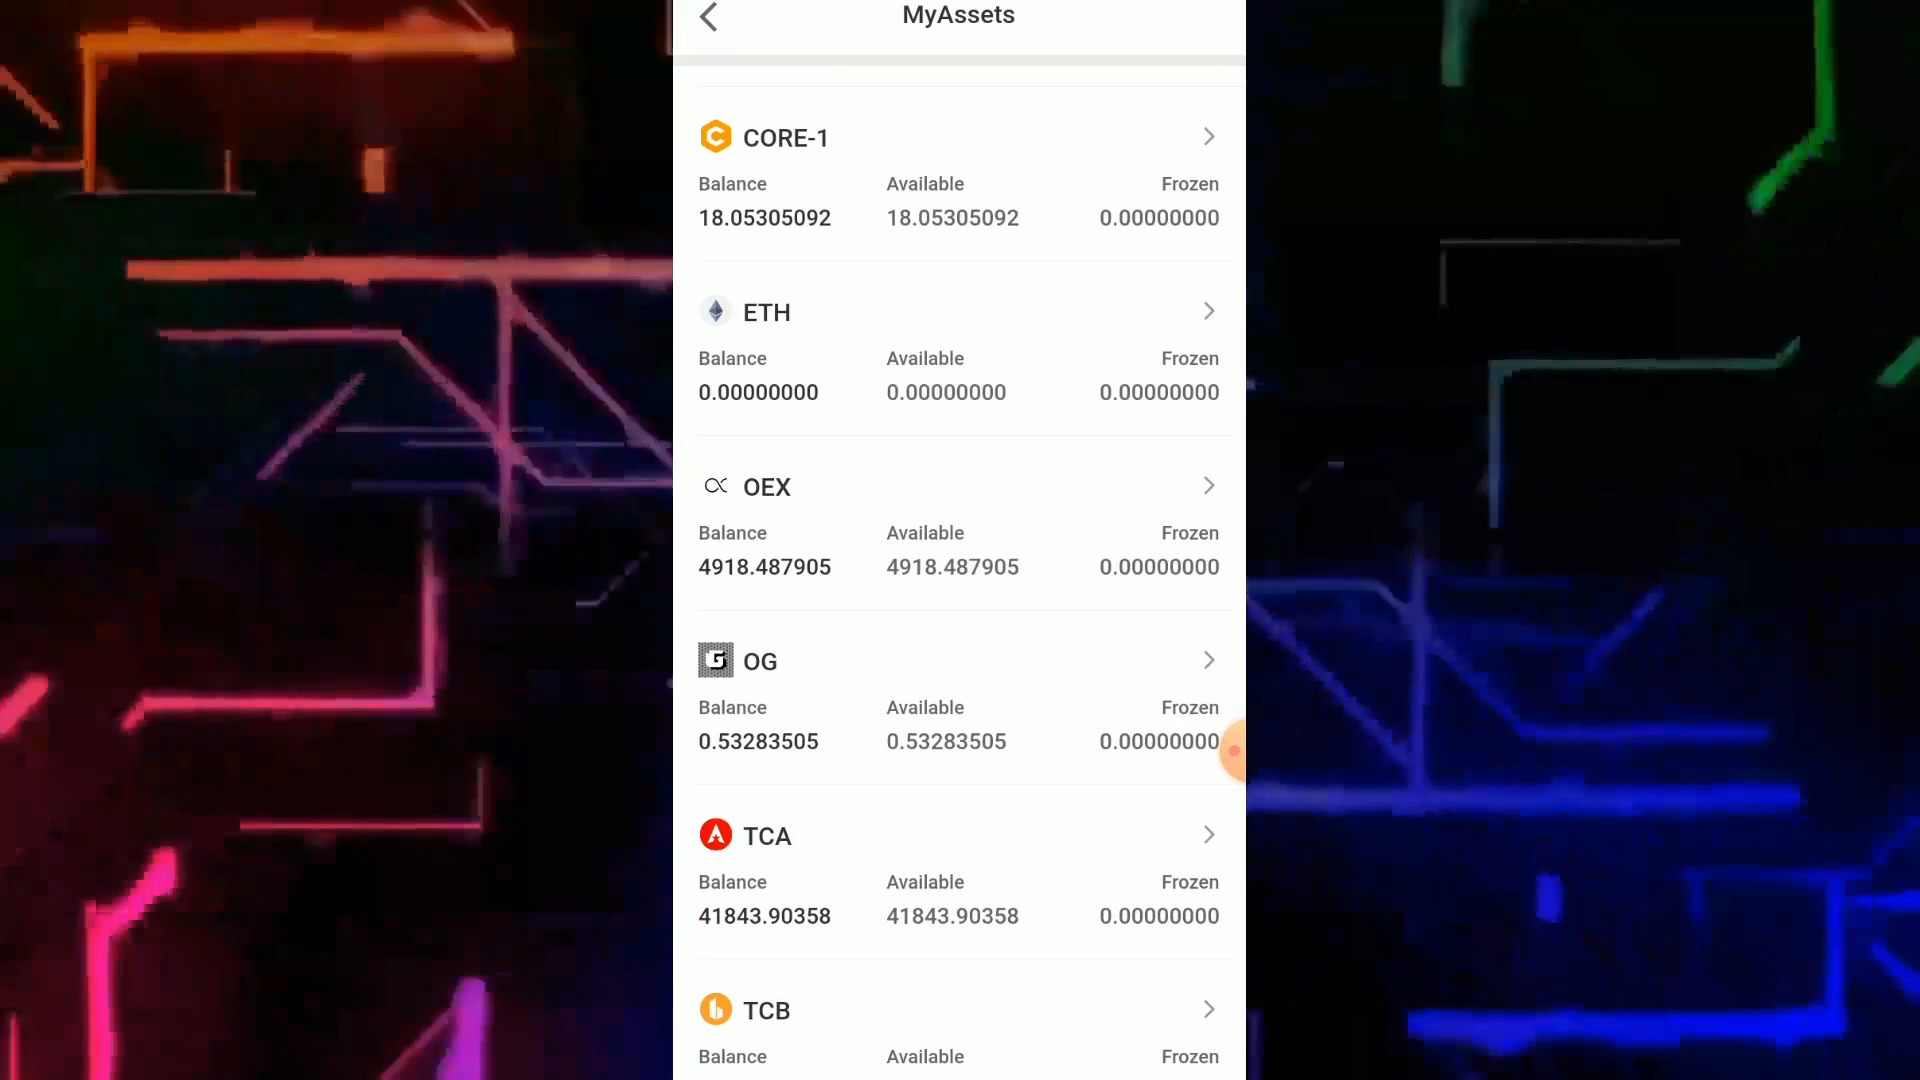 MyAssets
CORE-1
Balance Available Frozen
18.05305092 18.05305092 0.00000000
ETH
Balance Available Frozen
0.00000000 0.00000000 0.00000000
OEX
Balance Available Frozen
4918.487905 4918.487905 0.00000000
OG
Balance Available Frozen
0.53283505 0.53283505 0.00000000
TCA
Balance Available Frozen
41843.90358 41843.90358 0.00000000
TCB
Balance Available Frozen